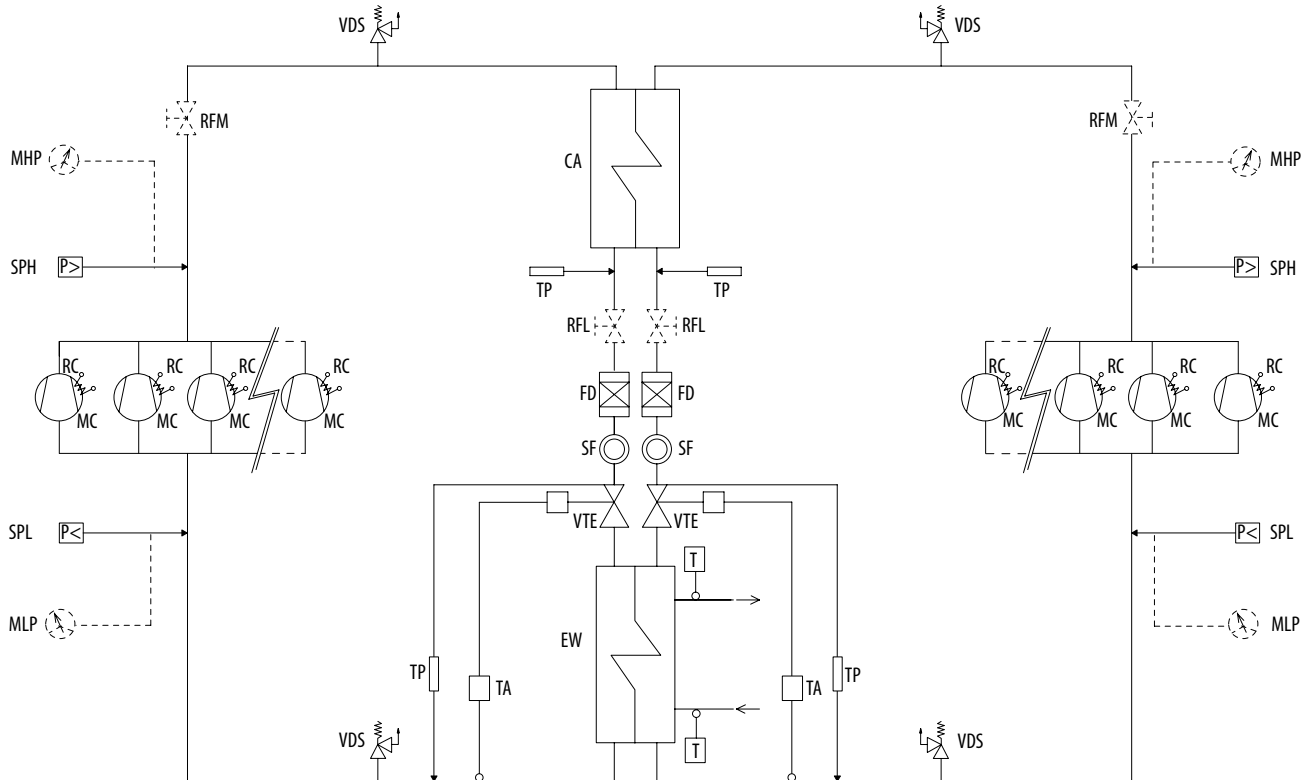 VDS VDS
RFM RFM
MHP CA MHP
SPH P> P> SPH
TP TP
RFL RFL
RC RC RC RC RC RC RC RC
MC MC MC MC MC MC MC MC
FD FD
SF SF
VTE VTE
SPL P< P< SPL
T
MLP EW MLP
TP TA TA TP
VDS T VDS